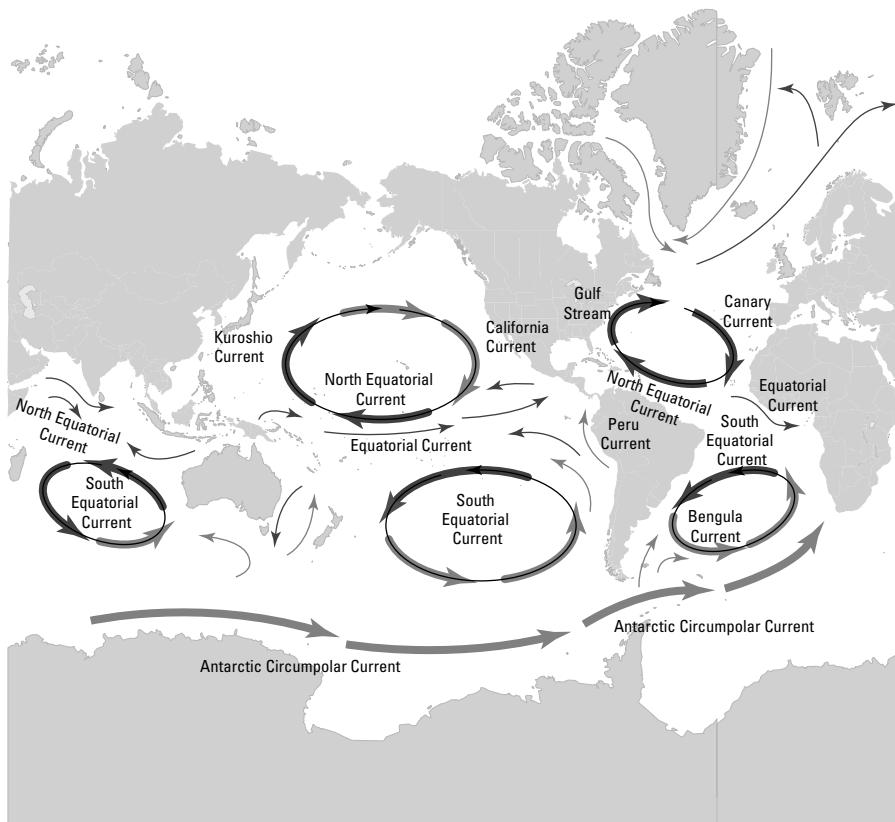 Gulf
Stream
Canary
Current
Kuroshio
Current
California
Current
North Equatorial Current
North Equatorial
Current
Equatorial
Current
North Equatorial
Current
Peru
Current
South
Equatorial
Current
Equatorial Current
South
Equatorial
Current
South
Equatorial
Current
Bengula
Current
Antarctic Circumpolar Current
Antarctic Circumpolar Current